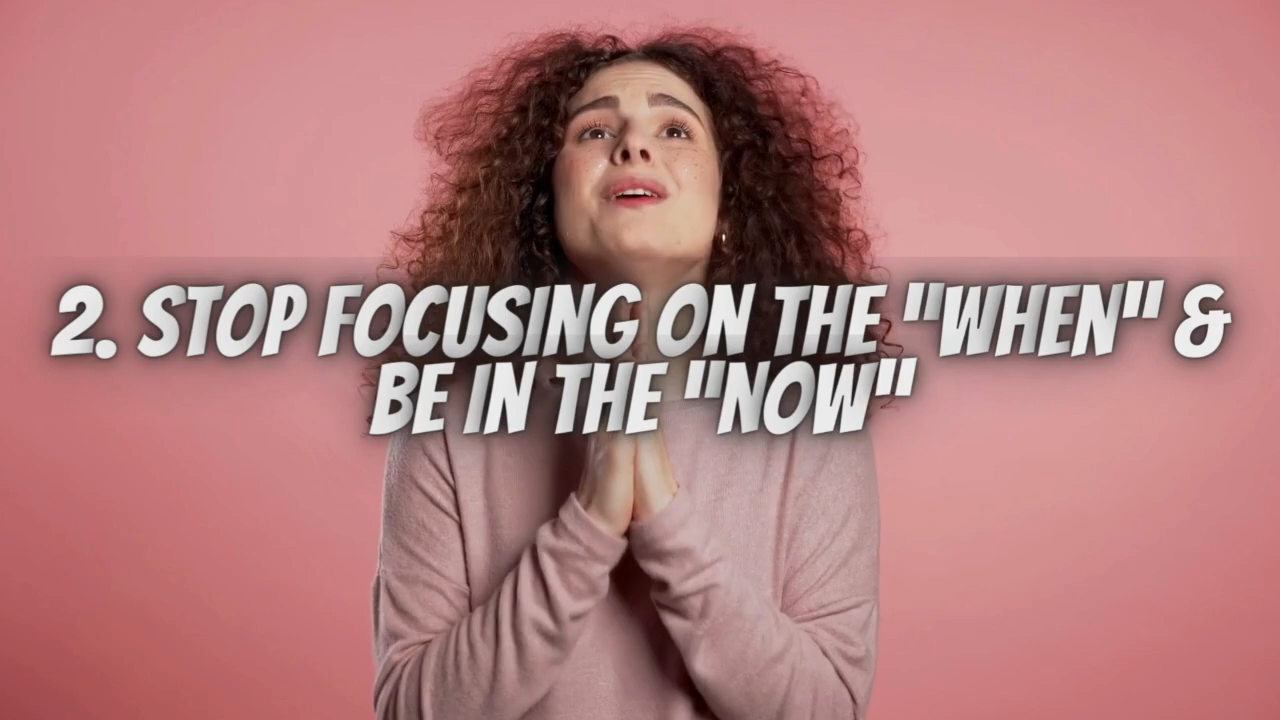 2. STOP FOCUSING ON THE "WHEN" &
BE IN THE "NOW"